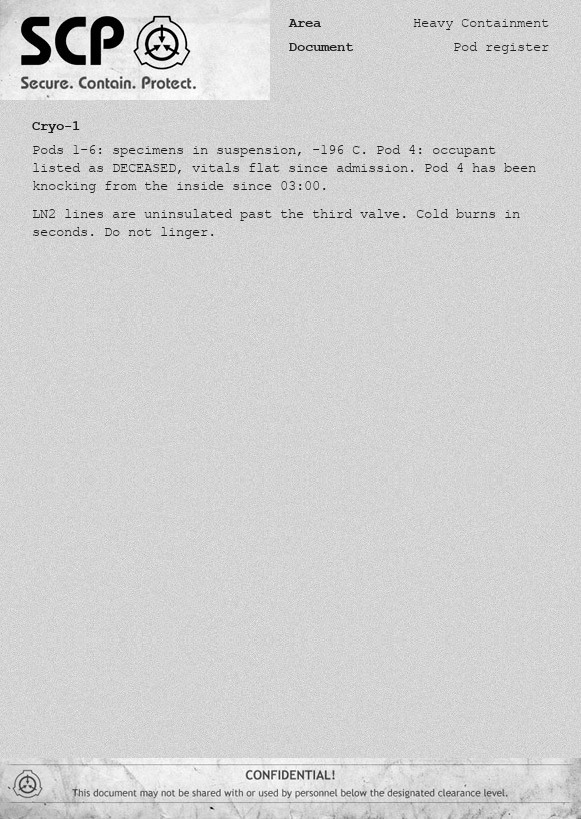 SCP
Secure. Contain. Protect.
Area Heavy Containment
Document Pod register
Cryo-1
Pods 1-6: specimens in suspension, -196 C. Pod 4: occupant
listed as DECEASED, vitals flat since admission. Pod 4 has been
knocking from the inside since 03:00.
LN2 lines are uninsulated past the third valve. Cold burns in
seconds. Do not linger.
CONFIDENTIAL!
This document may not be shared with or used by personnel below the designated clearance level.